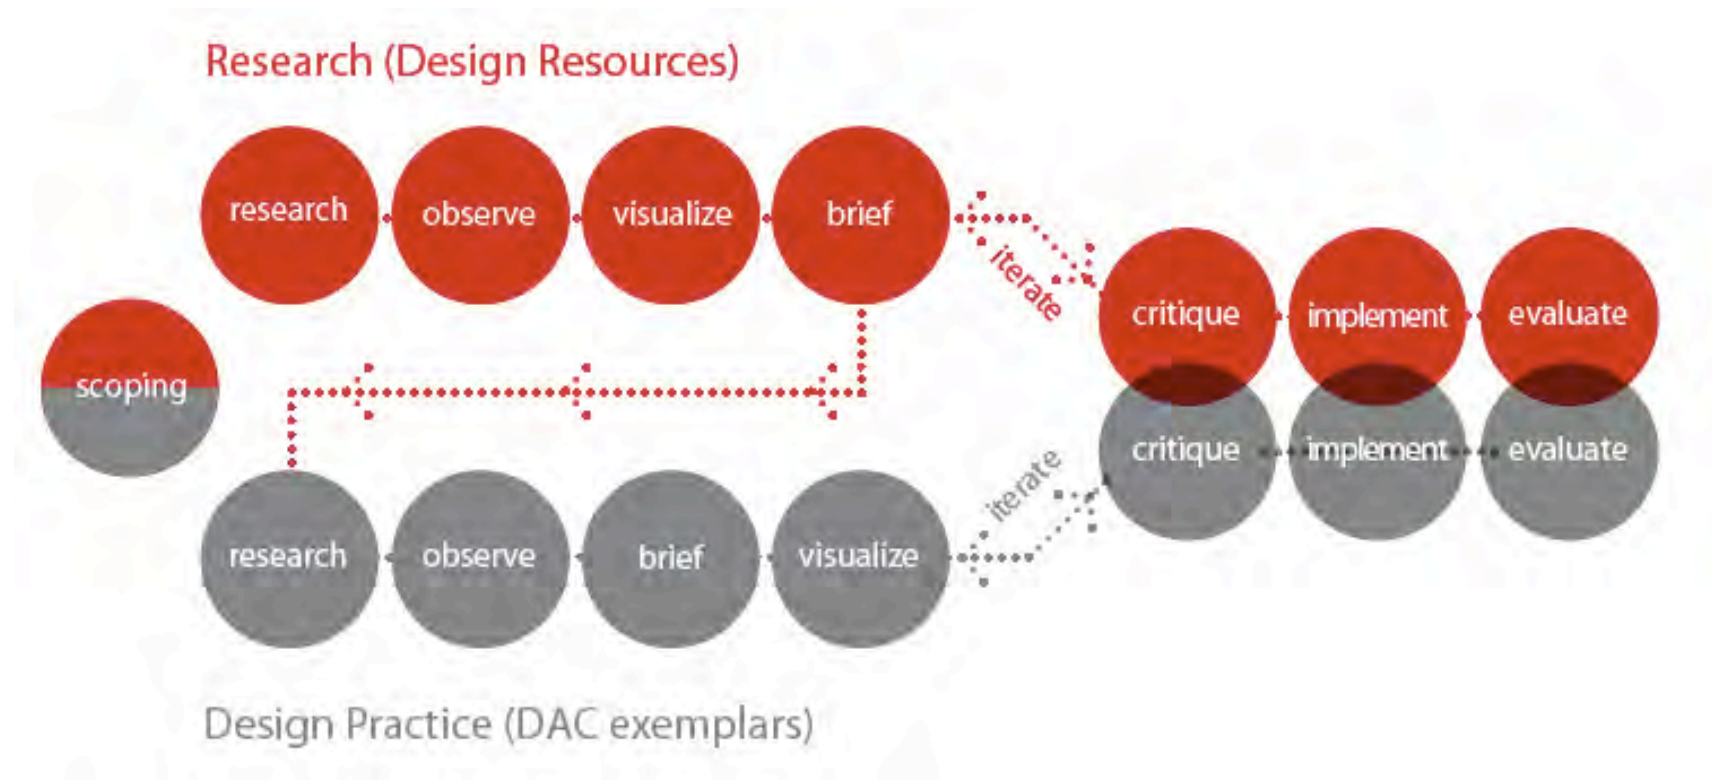 Research (Design Resources)
research
observe
visualize
brief
iterate
critique
implement
evaluate
scoping
critique
implement
evaluate
iterate
research
observe
brief
visualize
Design Practice (DAC exemplars)